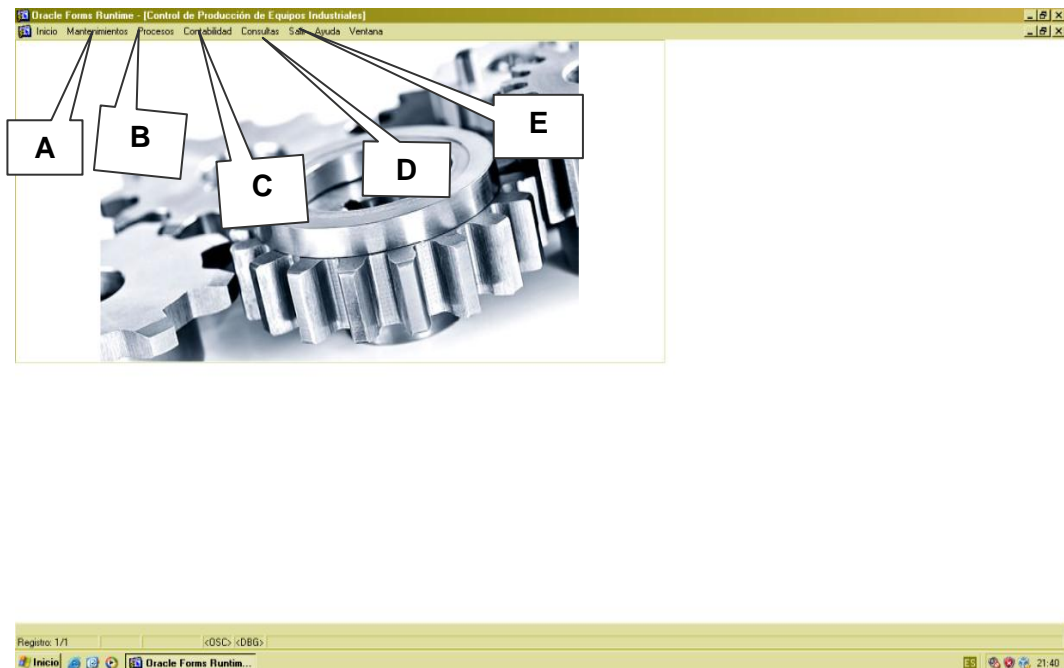 Oracle Forms Runtime - [Control de Producción de Equipos Industriales]
Inicio Mantenimientos Procesos Contabilidad Consultas Salir Ayuda Ventana
A
B
C
D
E
Registro: 1/1 <OSC> <DBG>
Inicio Oracle Forms Runtim... ES 21:40